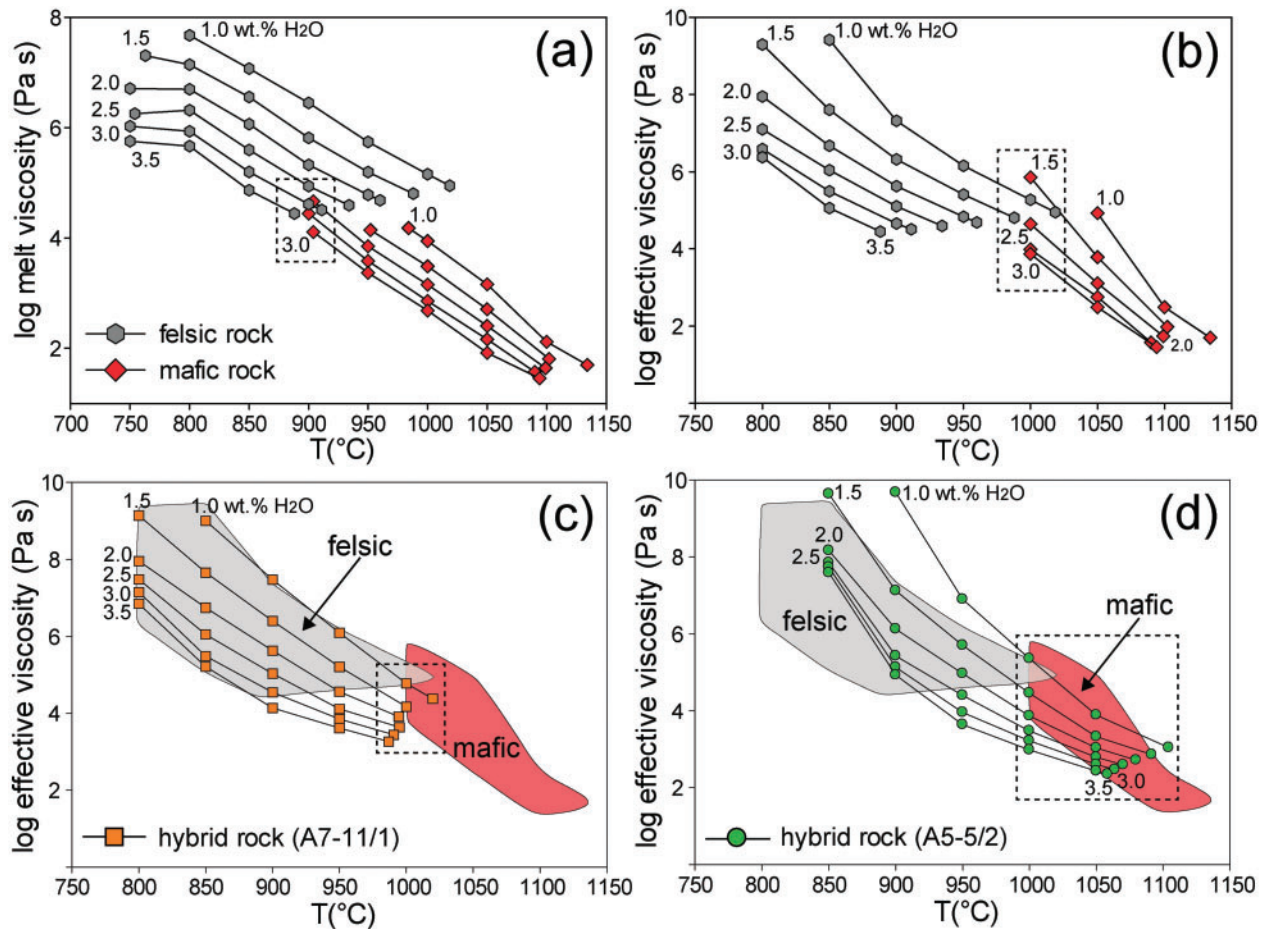 (a)
log melt viscosity (Pa s)
8
6
4
2
1.0 wt.% H2O
1.5
2.0
2.5
3.0
3.5
1.0
3.0
felsic rock
mafic rock
700 750 800 850 900 950 1000 1050 1100 1150
T(°C)
(b)
log effective viscosity (Pa s)
10
8
6
4
2
1.0 wt.% H2O
1.5
2.0
2.5
3.0
3.5
1.5
1.0
2.5
3.0
2.0
750 800 850 900 950 1000 1050 1100 1150
T(°C)
(c)
log effective viscosity (Pa s)
10
8
6
4
2
1.5
1.0 wt.% H2O
2.0
2.5
3.0
3.5
felsic
mafic
hybrid rock (A7-11/1)
750 800 850 900 950 1000 1050 1100 1150
T(°C)
(d)
log effective viscosity (Pa s)
10
8
6
4
2
1.5
1.0 wt.% H2O
2.0
2.5
felsic
mafic
3.0
3.5
hybrid rock (A5-5/2)
750 800 850 900 950 1000 1050 1100 1150
T(°C)